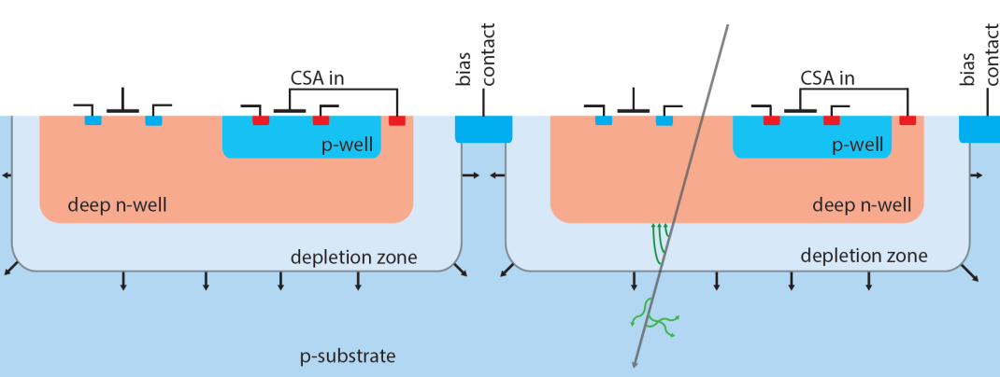 bias
contact
CSA in
p-well
deep n-well
depletion zone
bias
contact
CSA in
p-well
deep n-well
depletion zone
p-substrate